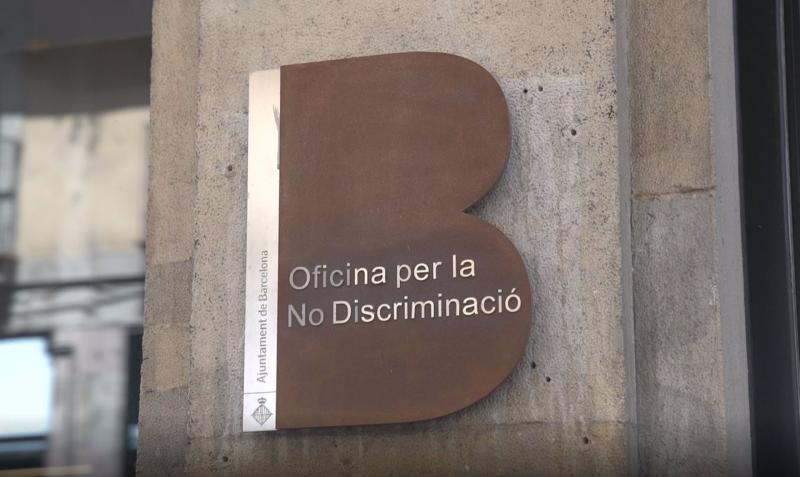 Oficina per la
No Discriminació
Ajuntament de Barcelona